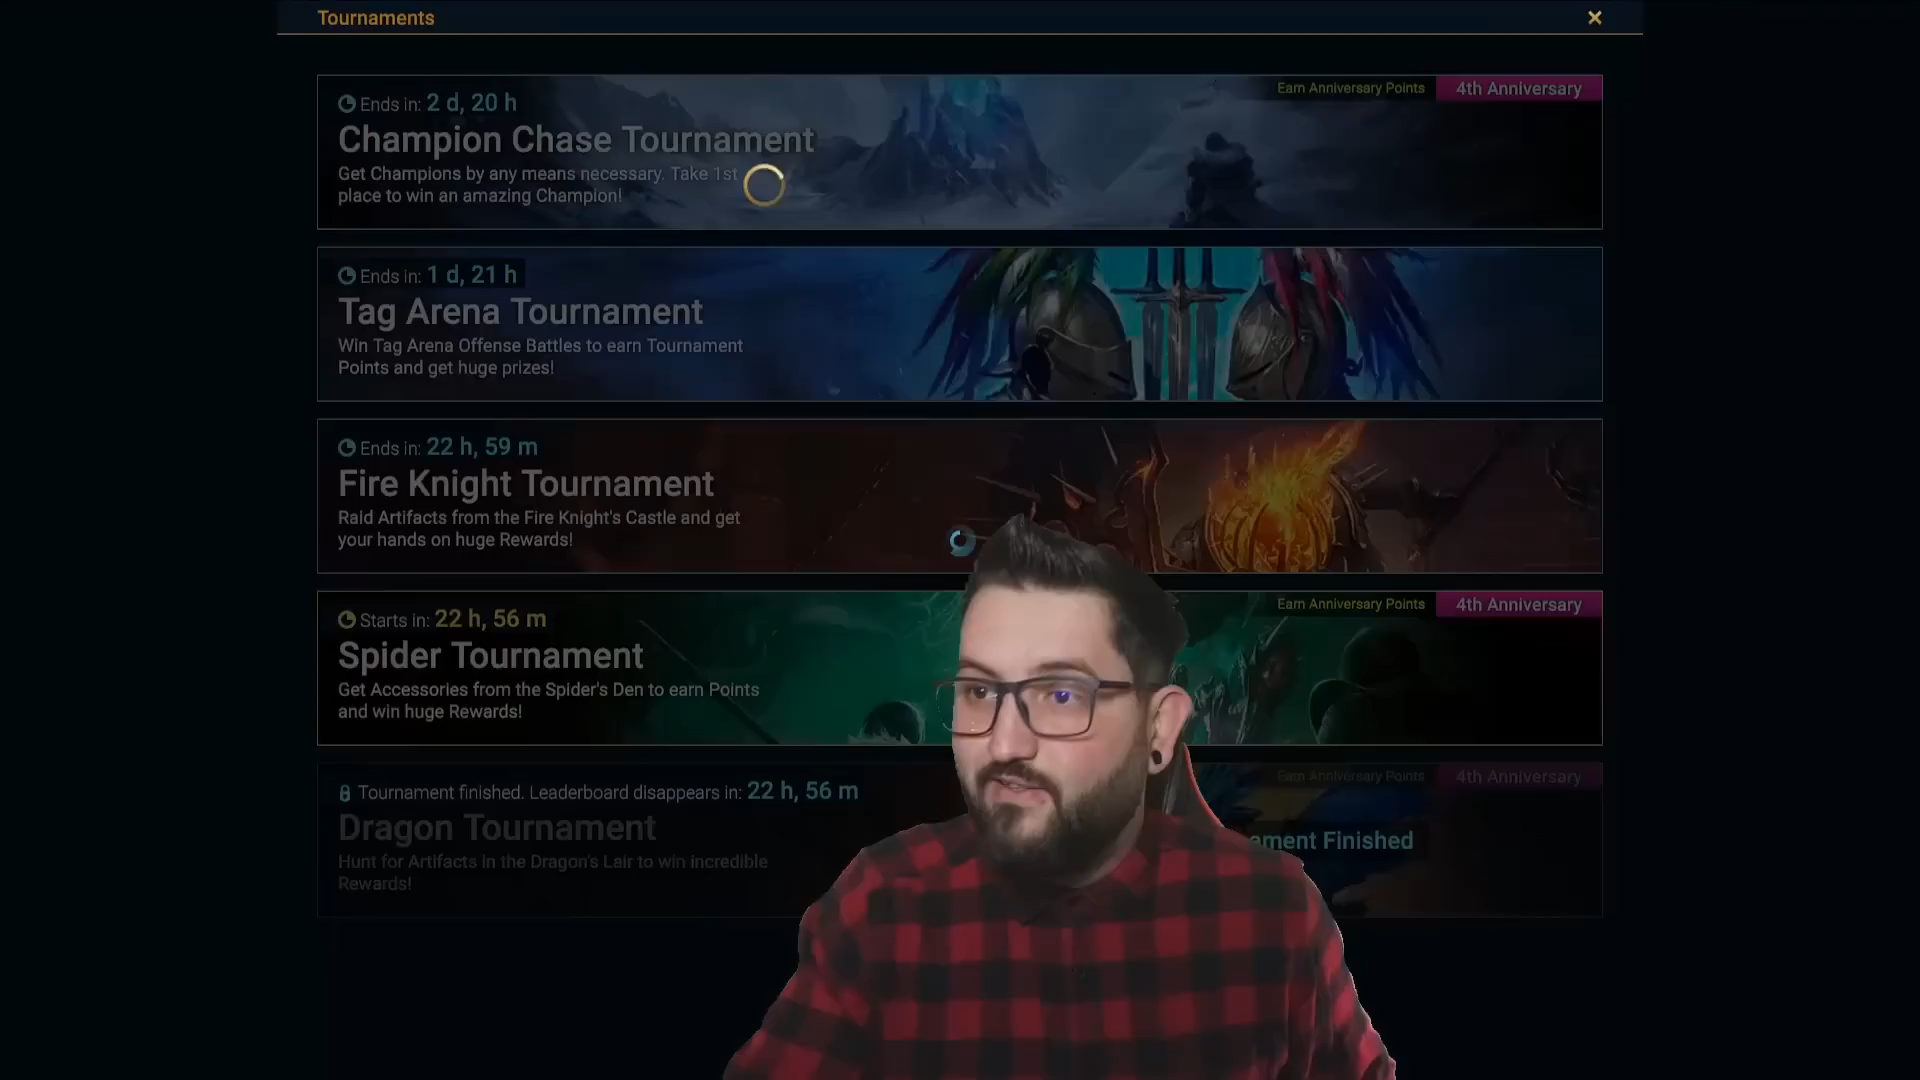 Tournaments
Ends in: 2 d, 20 h
Earn Anniversary Points
4th Anniversary
Champion Chase Tournament
Get Champions by any means necessary. Take 1st
place to win an amazing Champion!
Ends in: 1 d, 21 h
Tag Arena Tournament
Win Tag Arena Offense Battles to earn Tournament
Points and get huge prizes!
Ends in: 22 h, 59 m
Fire Knight Tournament
Raid Artifacts from the Fire Knight's Castle and get
your hands on huge Rewards!
Starts in: 22 h, 56 m
Earn Anniversary Points
4th Anniversary
Spider Tournament
Get Accessories from the Spider's Den to earn Points
and win huge Rewards!
Tournament finished. Leaderboard disappears in: 22 h, 56 m
Earn Anniversary Points
4th Anniversary
Dragon Tournament
Hunt for Artifacts in the Dragon's Lair to win incredible
Rewards!
ament Finished